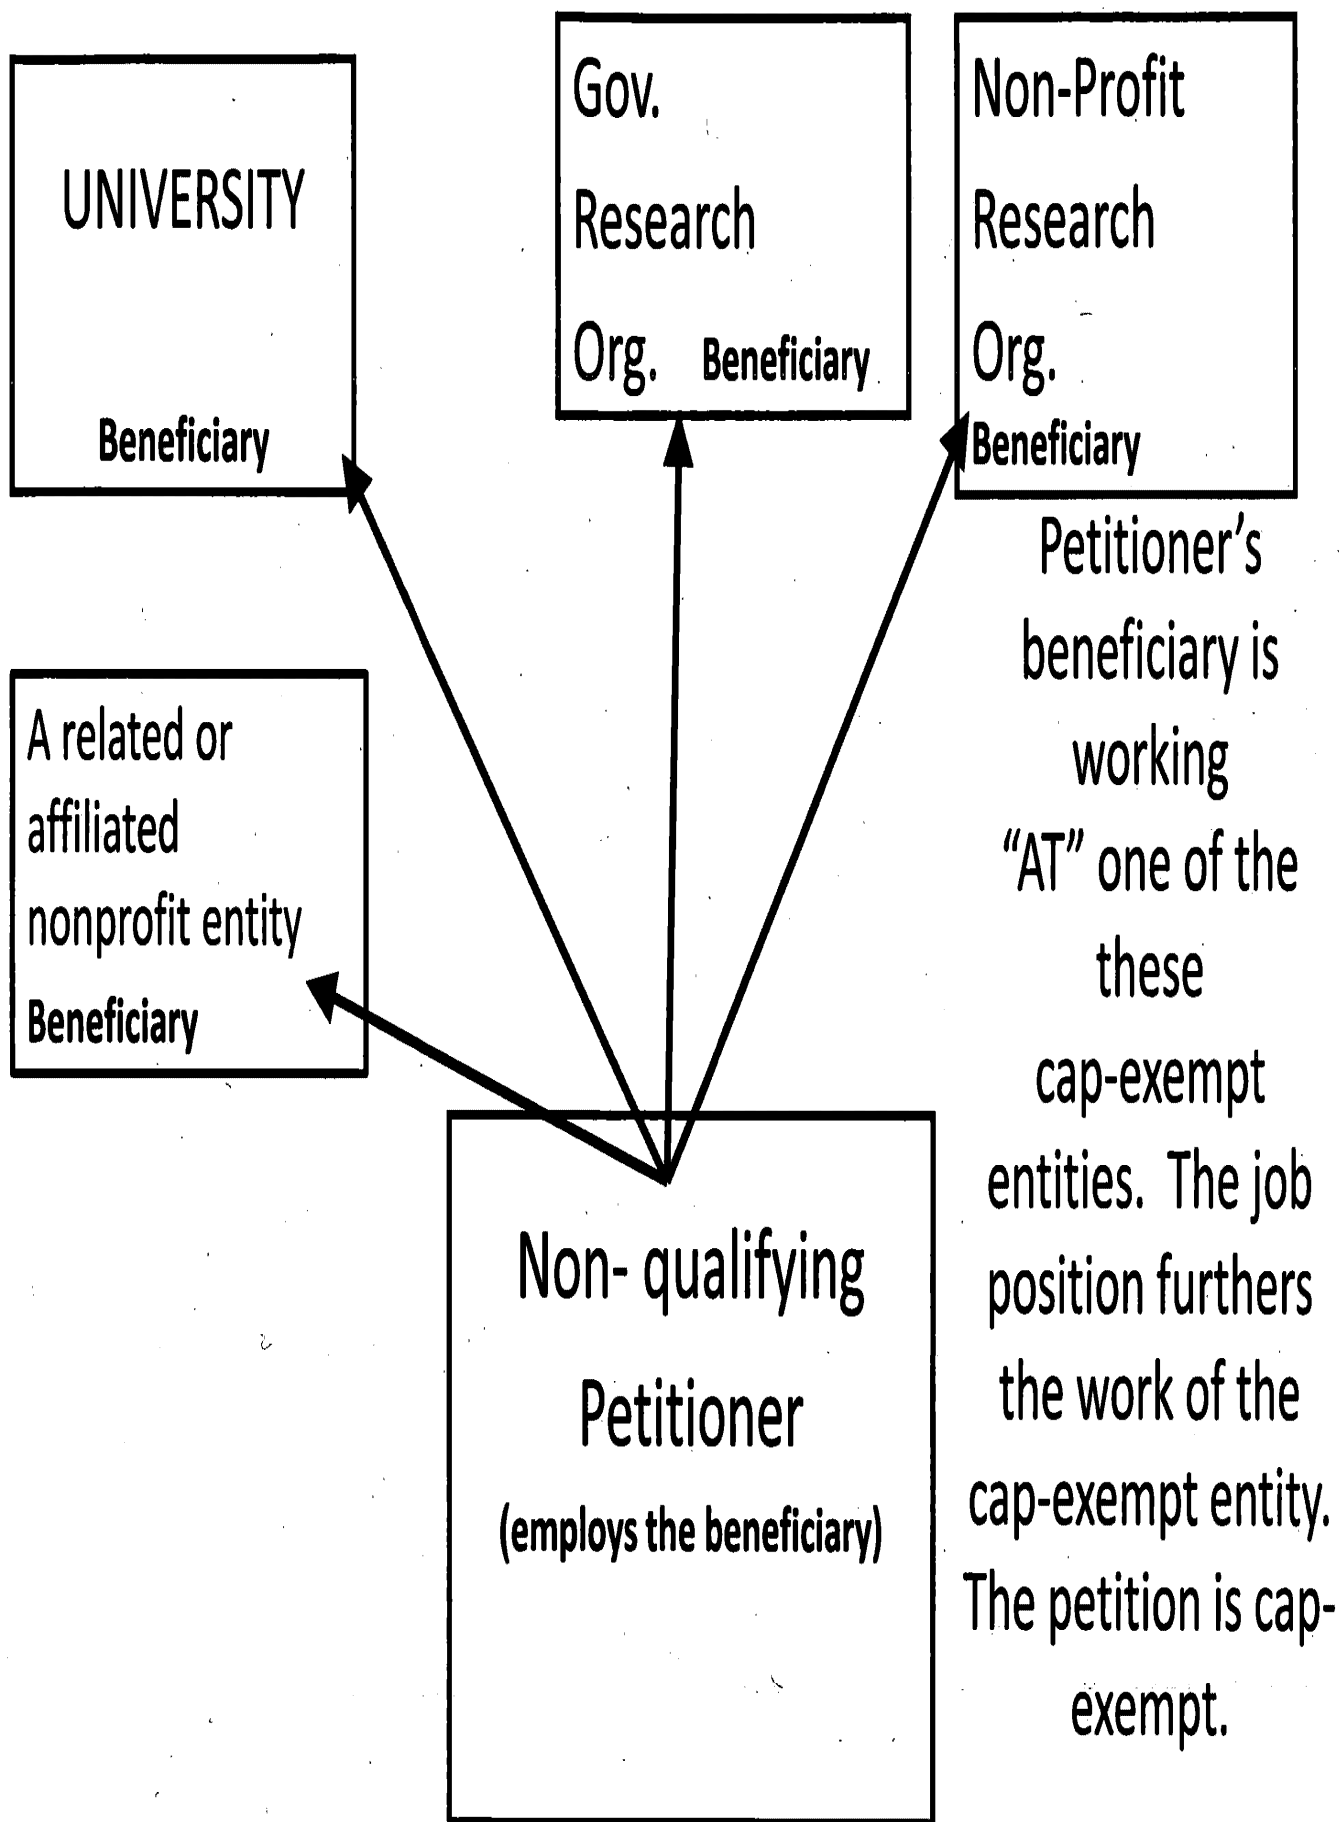 UNIVERSITY
Beneficiary
Gov.
Research
Org. Beneficiary
Non-Profit
Research
Org.
Beneficiary
A related or
affiliated
nonprofit entity
Beneficiary
Non- qualifying
Petitioner
(employs the beneficiary)
Petitioner’s
beneficiary is
working
“AT” one of the
these
cap-exempt
entities. The job
position furthers
the work of the
cap-exempt entity.
The petition is cap-
exempt.